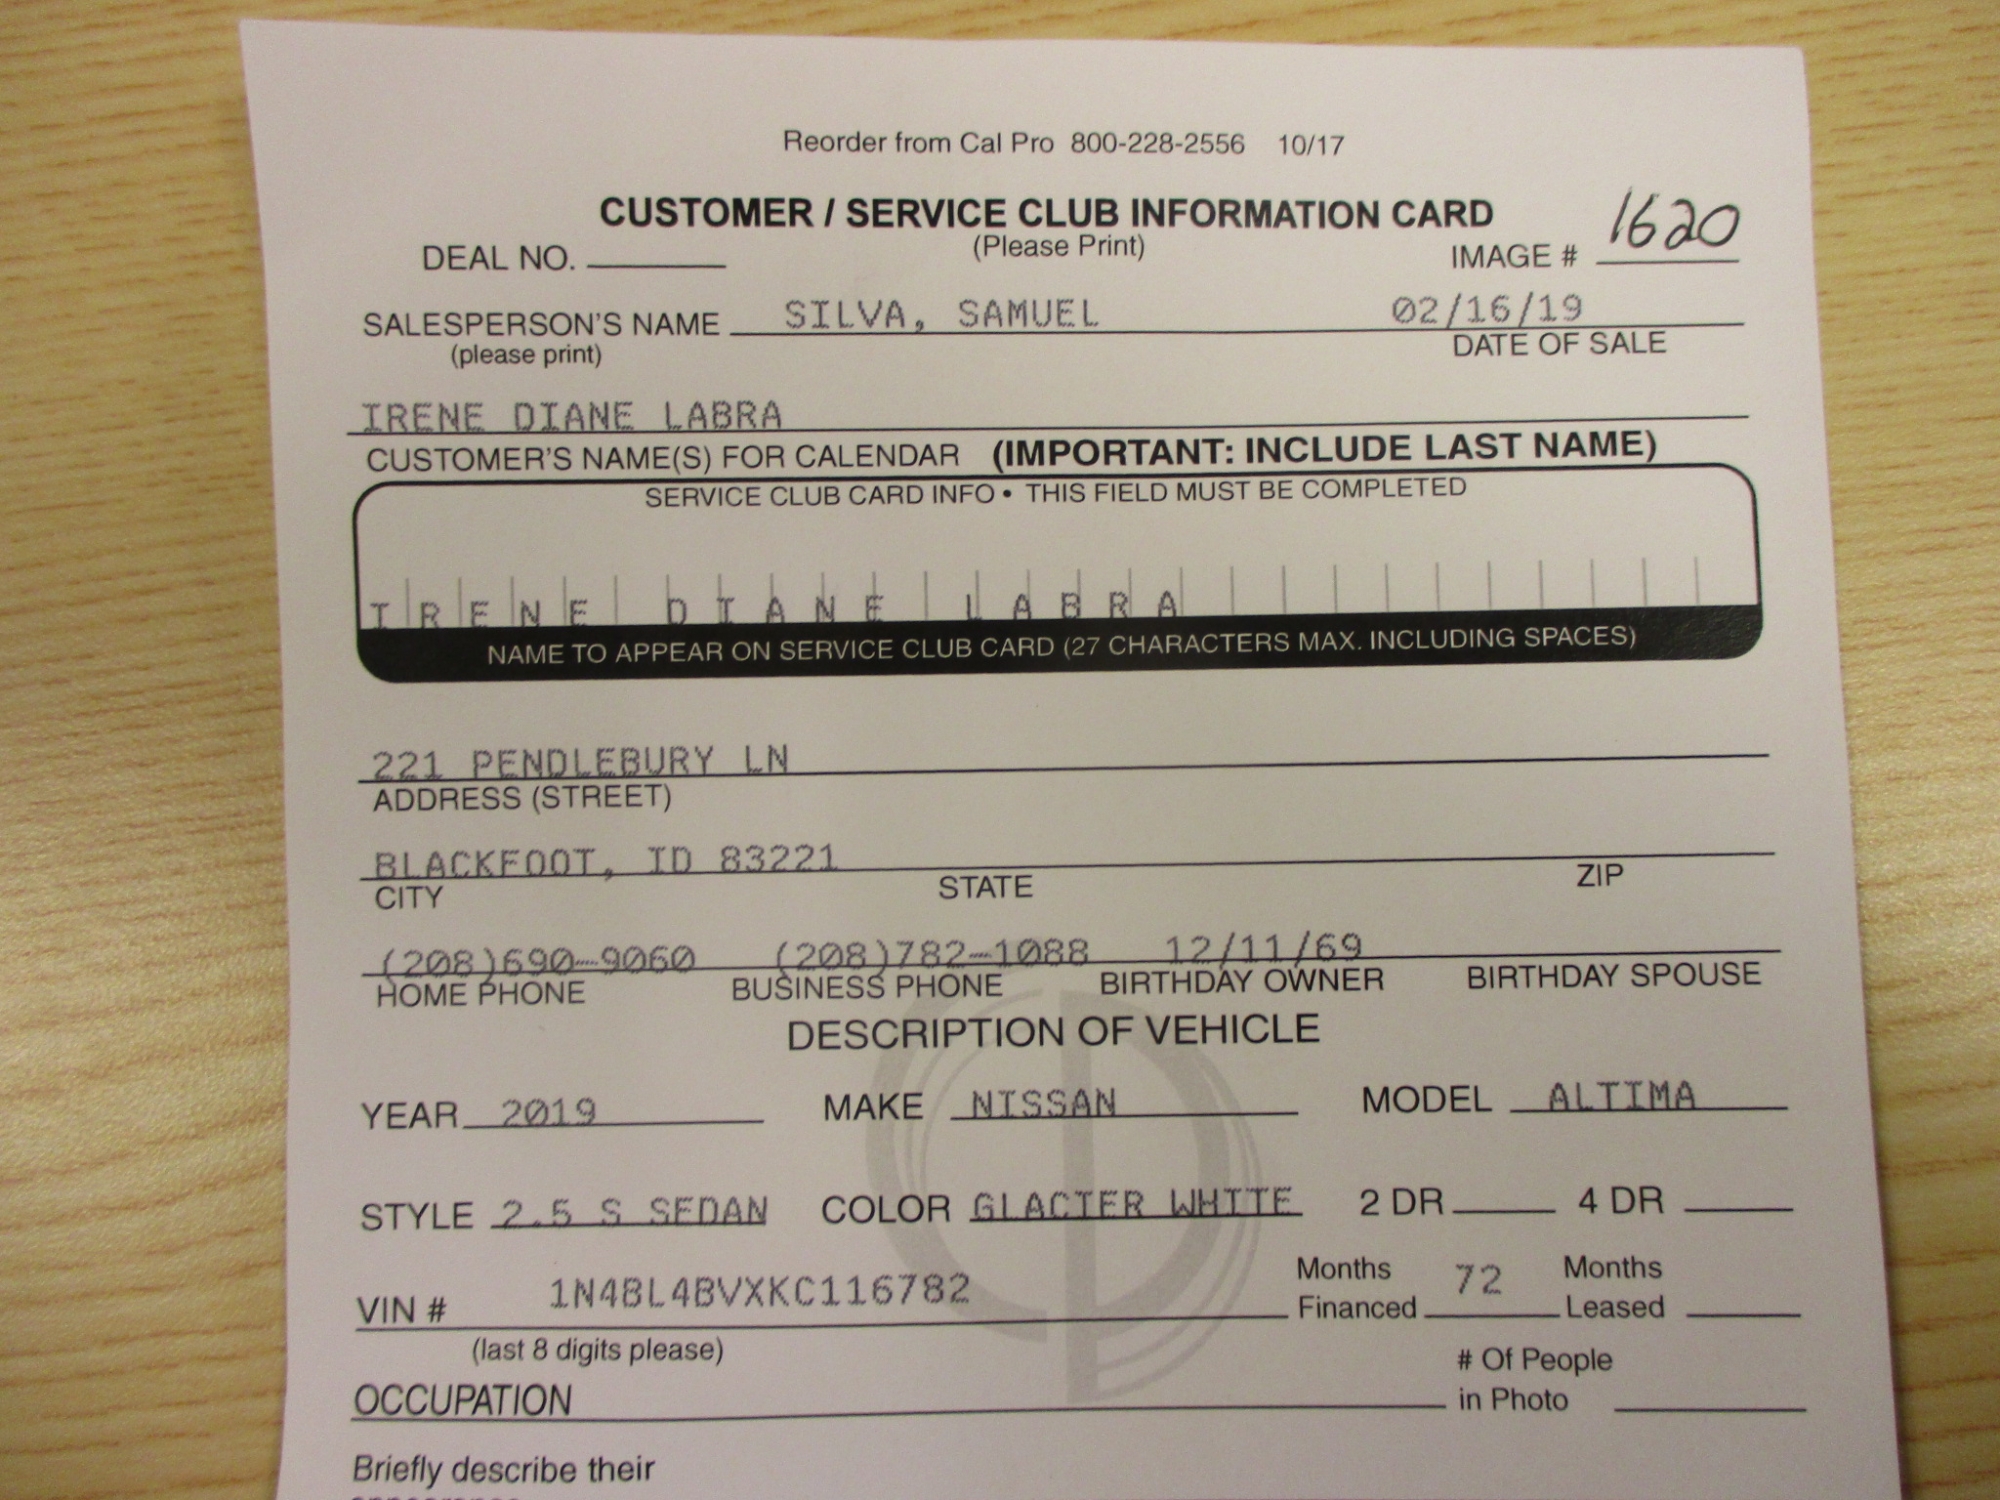 Reorder from Cal Pro 800-228-2556 10/17
CUSTOMER / SERVICE CLUB INFORMATION CARD
(Please Print)
DEAL NO. IMAGE # 1620
SALESPERSON'S NAME SILVA, SAMUEL 02/16/19
(please print) DATE OF SALE
IRENE DIANE LABRA
CUSTOMER'S NAME(S) FOR CALENDAR (IMPORTANT: INCLUDE LAST NAME)
SERVICE CLUB CARD INFO • THIS FIELD MUST BE COMPLETED
IRENE DIANE LABRA
NAME TO APPEAR ON SERVICE CLUB CARD (27 CHARACTERS MAX. INCLUDING SPACES)
221 PENDLEBURY LN
ADDRESS (STREET)
BLACKFOOT, ID 83221
CITY STATE ZIP
(208)690-9060 (208)782-1088 12/11/69
HOME PHONE BUSINESS PHONE BIRTHDAY OWNER BIRTHDAY SPOUSE
DESCRIPTION OF VEHICLE
YEAR 2019 MAKE NISSAN MODEL ALTIMA
STYLE 2.5 S SEDAN COLOR GLACIER WHITE 2 DR 4 DR
VIN # 1N4BL4BVXKC116782 Months Financed 72 Months Leased
(last 8 digits please)
OCCUPATION # Of People in Photo
Briefly describe their